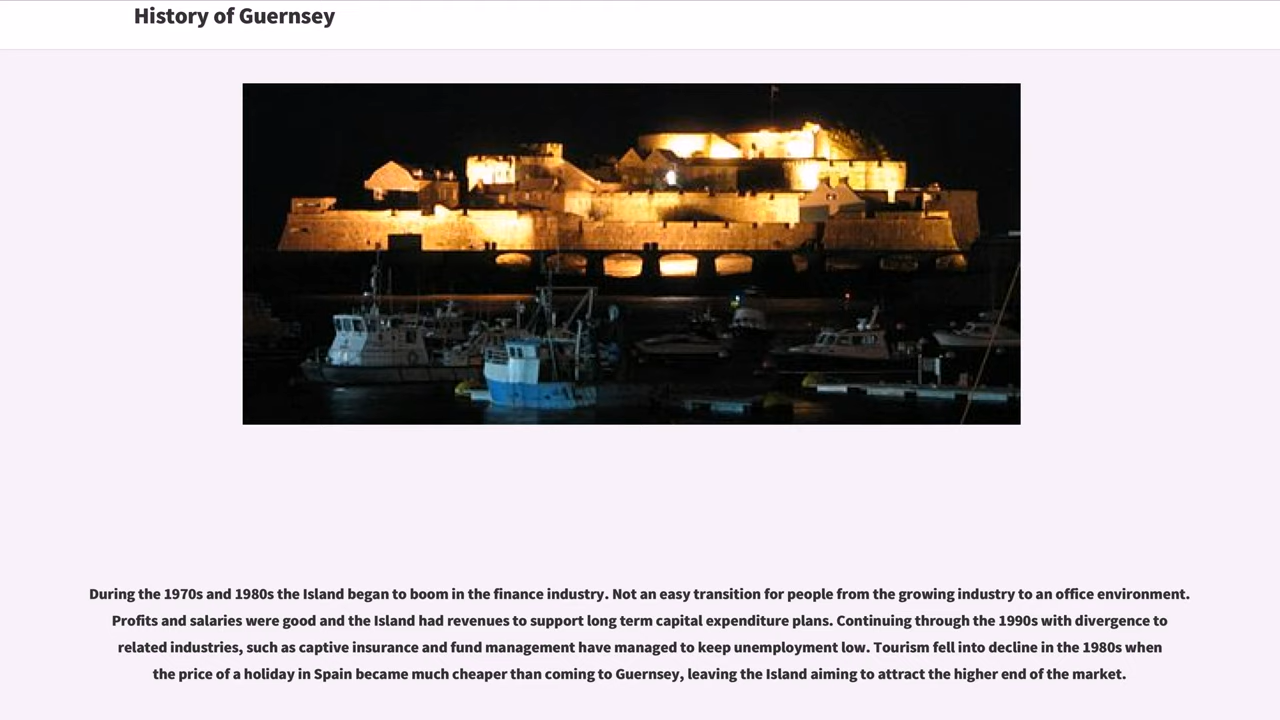 History of Guernsey
During the 1970s and 1980s the Island began to boom in the finance industry. Not an easy transition for people from the growing industry to an office environment.
Profits and salaries were good and the Island had revenues to support long term capital expenditure plans. Continuing through the 1990s with divergence to
related industries, such as captive insurance and fund management have managed to keep unemployment low. Tourism fell into decline in the 1980s when
the price of a holiday in Spain became much cheaper than coming to Guernsey, leaving the Island aiming to attract the higher end of the market.